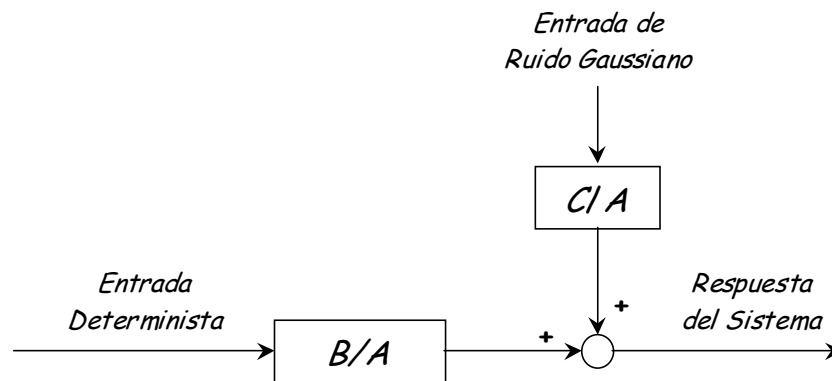 Entrada de
Ruido Gaussiano
C/A
+
Entrada
Determinista
Respuesta
del Sistema
B/A
+